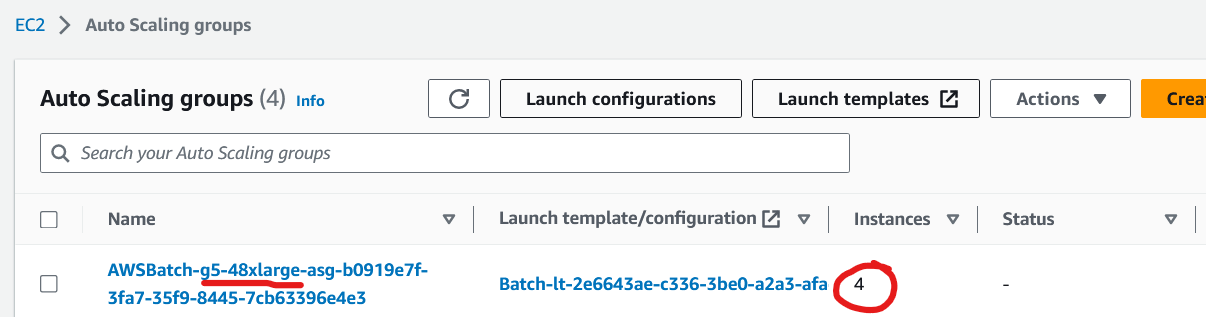 EC2 > Auto Scaling groups
Auto Scaling groups (4) Info
Launch configurations
Launch templates
Actions
Crea
Search your Auto Scaling groups
Name
Launch template/configuration
Instances
Status
AWSBatch-g5-48xlarge-asg-b0919e7f-
3fa7-35f9-8445-7cb63396e4e3
Batch-lt-2e6643ae-c336-3be0-a2a3-afa
4
-